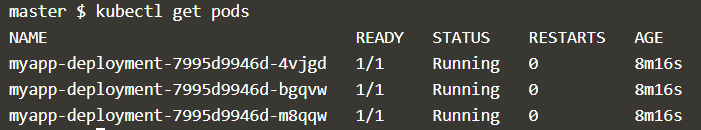 master $ kubectl get pods
NAME READY STATUS RESTARTS AGE
myapp-deployment-7995d9946d-4vjgd 1/1 Running 0 8m16s
myapp-deployment-7995d9946d-bgqvw 1/1 Running 0 8m16s
myapp-deployment-7995d9946d-m8qqw 1/1 Running 0 8m16s